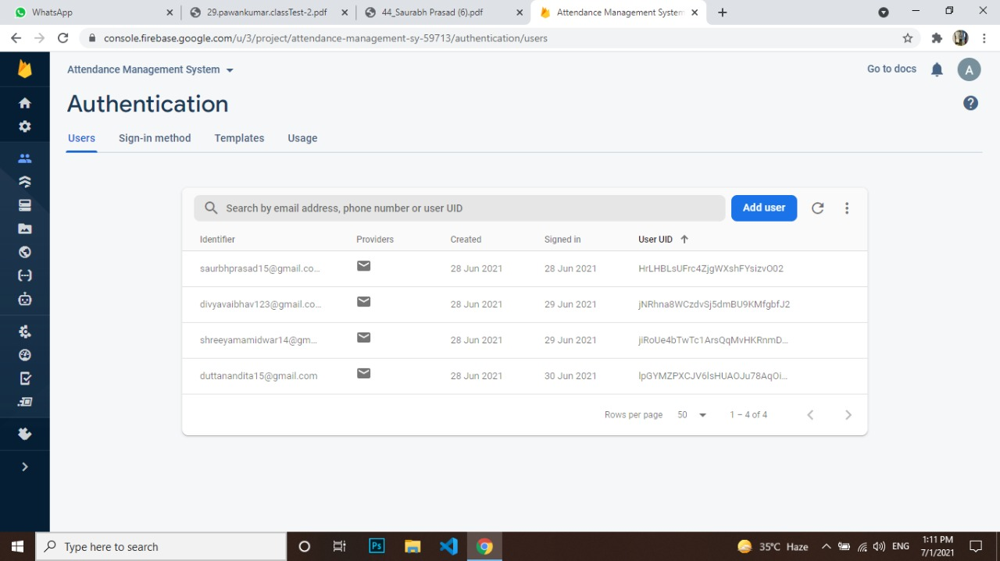 WhatsApp
29.pawankumar.classTest-2.pdf
44_Saurabh Prasad (6).pdf
Attendance Management System
console.firebase.google.com/u/3/project/attendance-management-sy-59713/authentication/users
Attendance Management System
Go to docs
A
Authentication
Users Sign-in method Templates Usage
Search by email address, phone number or user UID
Add user
Identifier Providers Created Signed in User UID
saurbhprasad15@gmail.co... 28 Jun 2021 28 Jun 2021 HrLHBLsUFrc4ZjgWXshFYsizvO02
divyavaibhav123@gmail.co... 28 Jun 2021 29 Jun 2021 jNRhna8WCzdvSj5dmBU9KMfgbfJ2
shreeyamamidwar14@gm... 28 Jun 2021 29 Jun 2021 jiRoUe4bTwTc1ArsQqMvHKRnmD...
duttanandita15@gmail.com 28 Jun 2021 30 Jun 2021 lpGYMZPXCJV6lsHUAOJu78AqOi...
Rows per page 50 1 – 4 of 4
Type here to search
Ps
35°C Haze
ENG
1:11 PM
7/1/2021